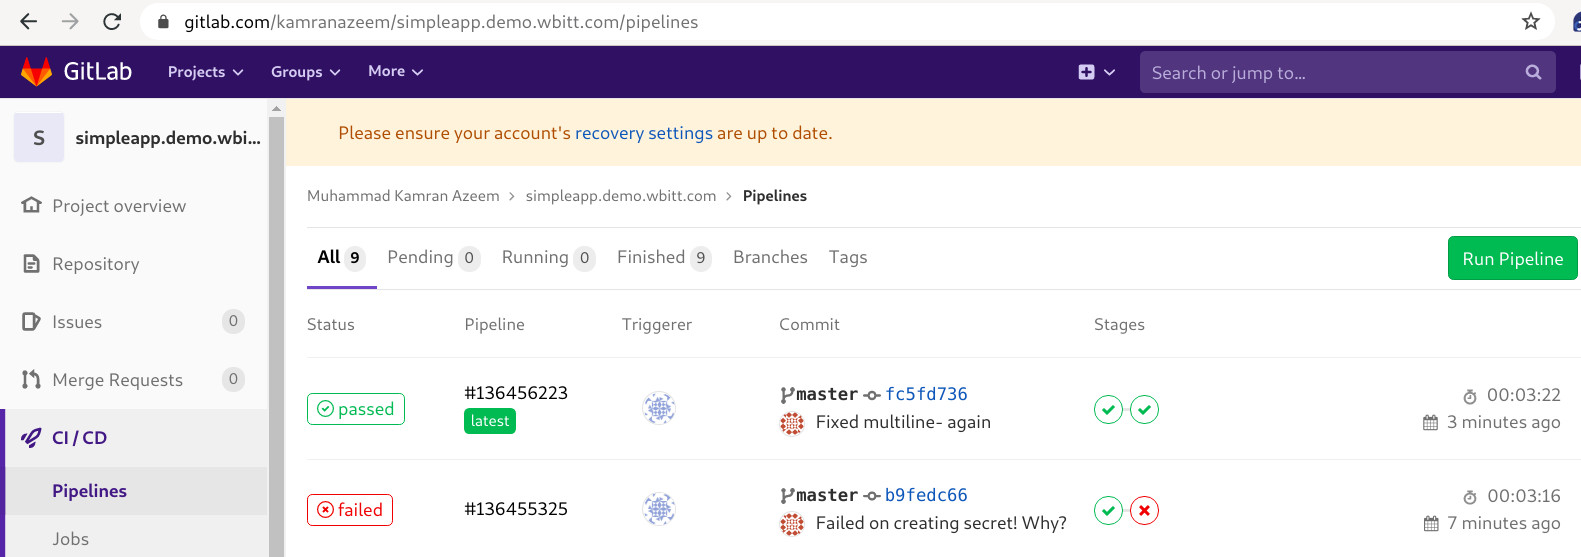 gitlab.com/kamranazeem/simpleapp.demo.wbitt.com/pipelines
GitLab Projects Groups More Search or jump to...
S simpleapp.demo.wbi...
Project overview
Repository
Issues 0
Merge Requests 0
CI / CD
Pipelines
Jobs
Please ensure your account's recovery settings are up to date.
Muhammad Kamran Azeem > simpleapp.demo.wbitt.com > Pipelines
All 9 Pending 0 Running 0 Finished 9 Branches Tags Run Pipeline
Status Pipeline Triggerer Commit Stages
passed #136456223 master fc5fd736 00:03:22
latest Fixed multiline- again 3 minutes ago
failed #136455325 master b9fedc66 00:03:16
Failed on creating secret! Why? 7 minutes ago